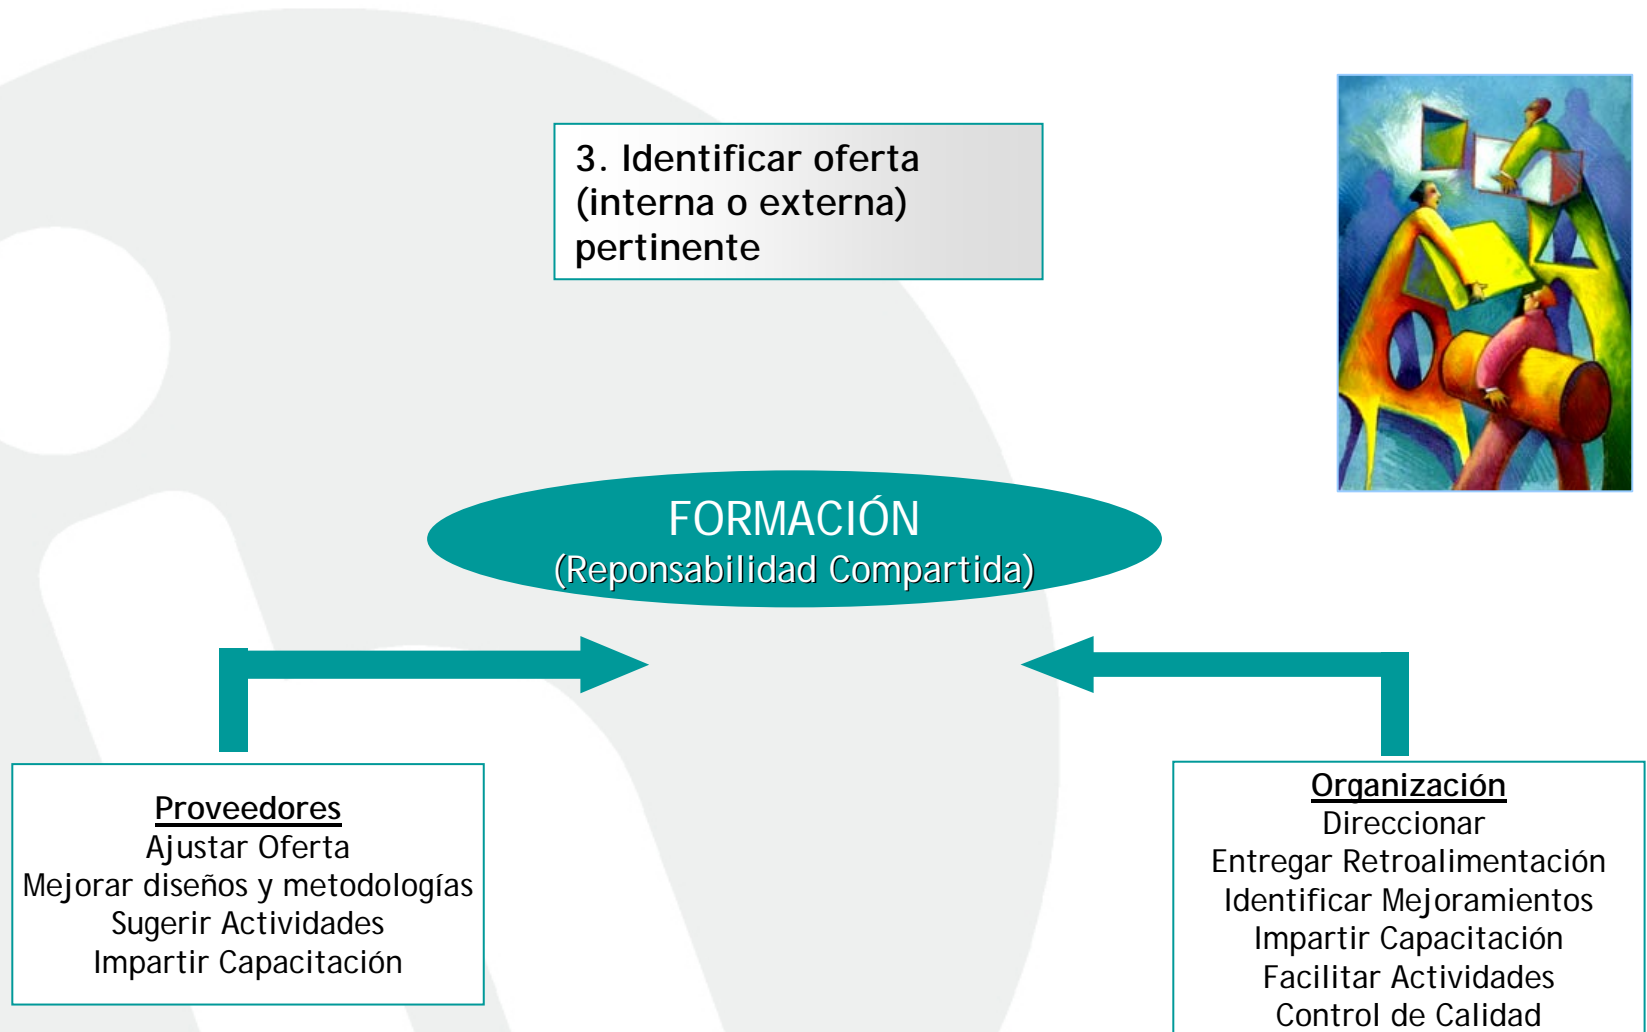 3. Identificar oferta
(interna o externa)
pertinente
FORMACIÓN
(Reponsabilidad Compartida)
Proveedores
Ajustar Oferta
Mejorar diseños y metodologías
Sugerir Actividades
Impartir Capacitación
Organización
Direccionar
Entregar Retroalimentación
Identificar Mejoramientos
Impartir Capacitación
Facilitar Actividades
Control de Calidad